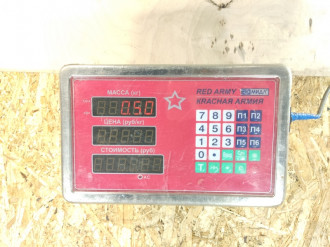 МАССА (кг)
RED ARMY
КРАСНАЯ АРМИЯ
0.50
ЦЕНА (руб/кг)
СТОИМОСТЬ (руб)
7 8 9 П1 П2
4 5 6 П3 П4
1 2 3 П5 П6
0 •
T